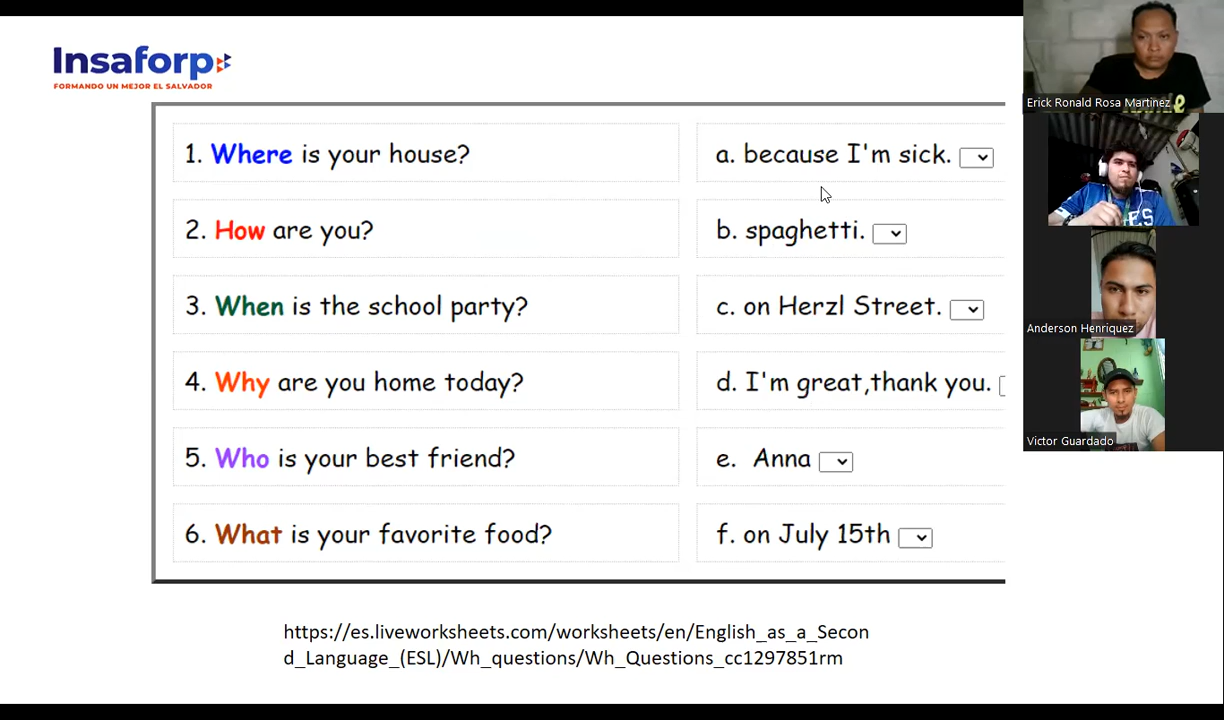 Insaforp
FORMANDO UN MEJOR EL SALVADOR
1. Where is your house?
a. because I'm sick.
2. How are you?
b. spaghetti.
3. When is the school party?
c. on Herzl Street.
4. Why are you home today?
d. I'm great,thank you.
5. Who is your best friend?
e. Anna
6. What is your favorite food?
f. on July 15th
https://es.liveworksheets.com/worksheets/en/English_as_a_Secon
d_Language_(ESL)/Wh_questions/Wh_Questions_cc1297851rm
Erick Ronald Rosa Martinez
Anderson Henriquez
Victor Guardado